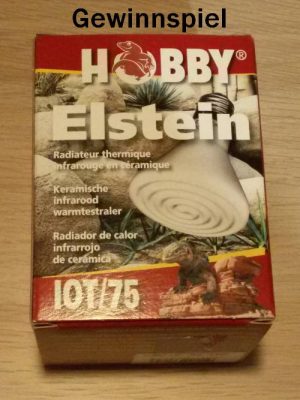 Gewinnspiel
HOBBY®
Elstein
Radiateur thermique
infrarouge en céramique
Keramische
infrarood
warmtestraler
Radiador de calor
infrarrojo
de cerámica
IOT/75